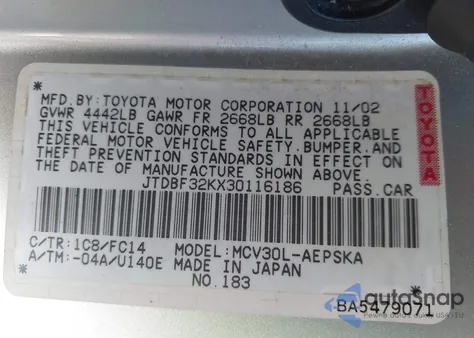 MFD.BY:TOYOTA MOTOR CORPORATION 11/02
GVWR 4442LB GAWR FR 2668LB RR 2668LB
THIS VEHICLE CONFORMS TO ALL APPLICABLE
FEDERAL MOTOR VEHICLE SAFETY,BUMPER,AND
THEFT PREVENTION STANDARDS IN EFFECT ON
THE DATE OF MANUFACTURE SHOWN ABOVE.
JTDBF32KX30116186 PASS.CAR
TOYOTA
C/TR:1C8/FC14 MODEL:MCV30L-AEPSKA
A/TM:-04A/U140E MADE IN JAPAN
NO.183
BA5479071
autosnap